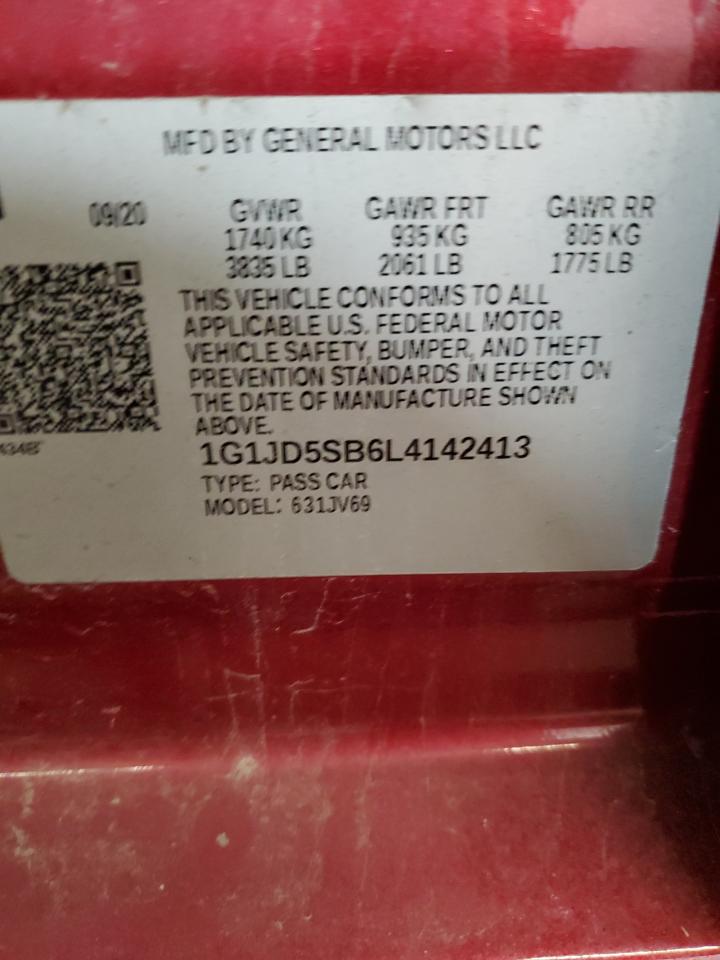 MFD BY GENERAL MOTORS LLC
09/20 GVWR GAWR FRT GAWR RR
1740 KG 935 KG 805 KG
3835 LB 2061 LB 1775 LB
THIS VEHICLE CONFORMS TO ALL
APPLICABLE U.S. FEDERAL MOTOR
VEHICLE SAFETY, BUMPER, AND THEFT
PREVENTION STANDARDS IN EFFECT ON
THE DATE OF MANUFACTURE SHOWN
ABOVE.
1G1JD5SB6L4142413
TYPE: PASS CAR
MODEL: 631JV69